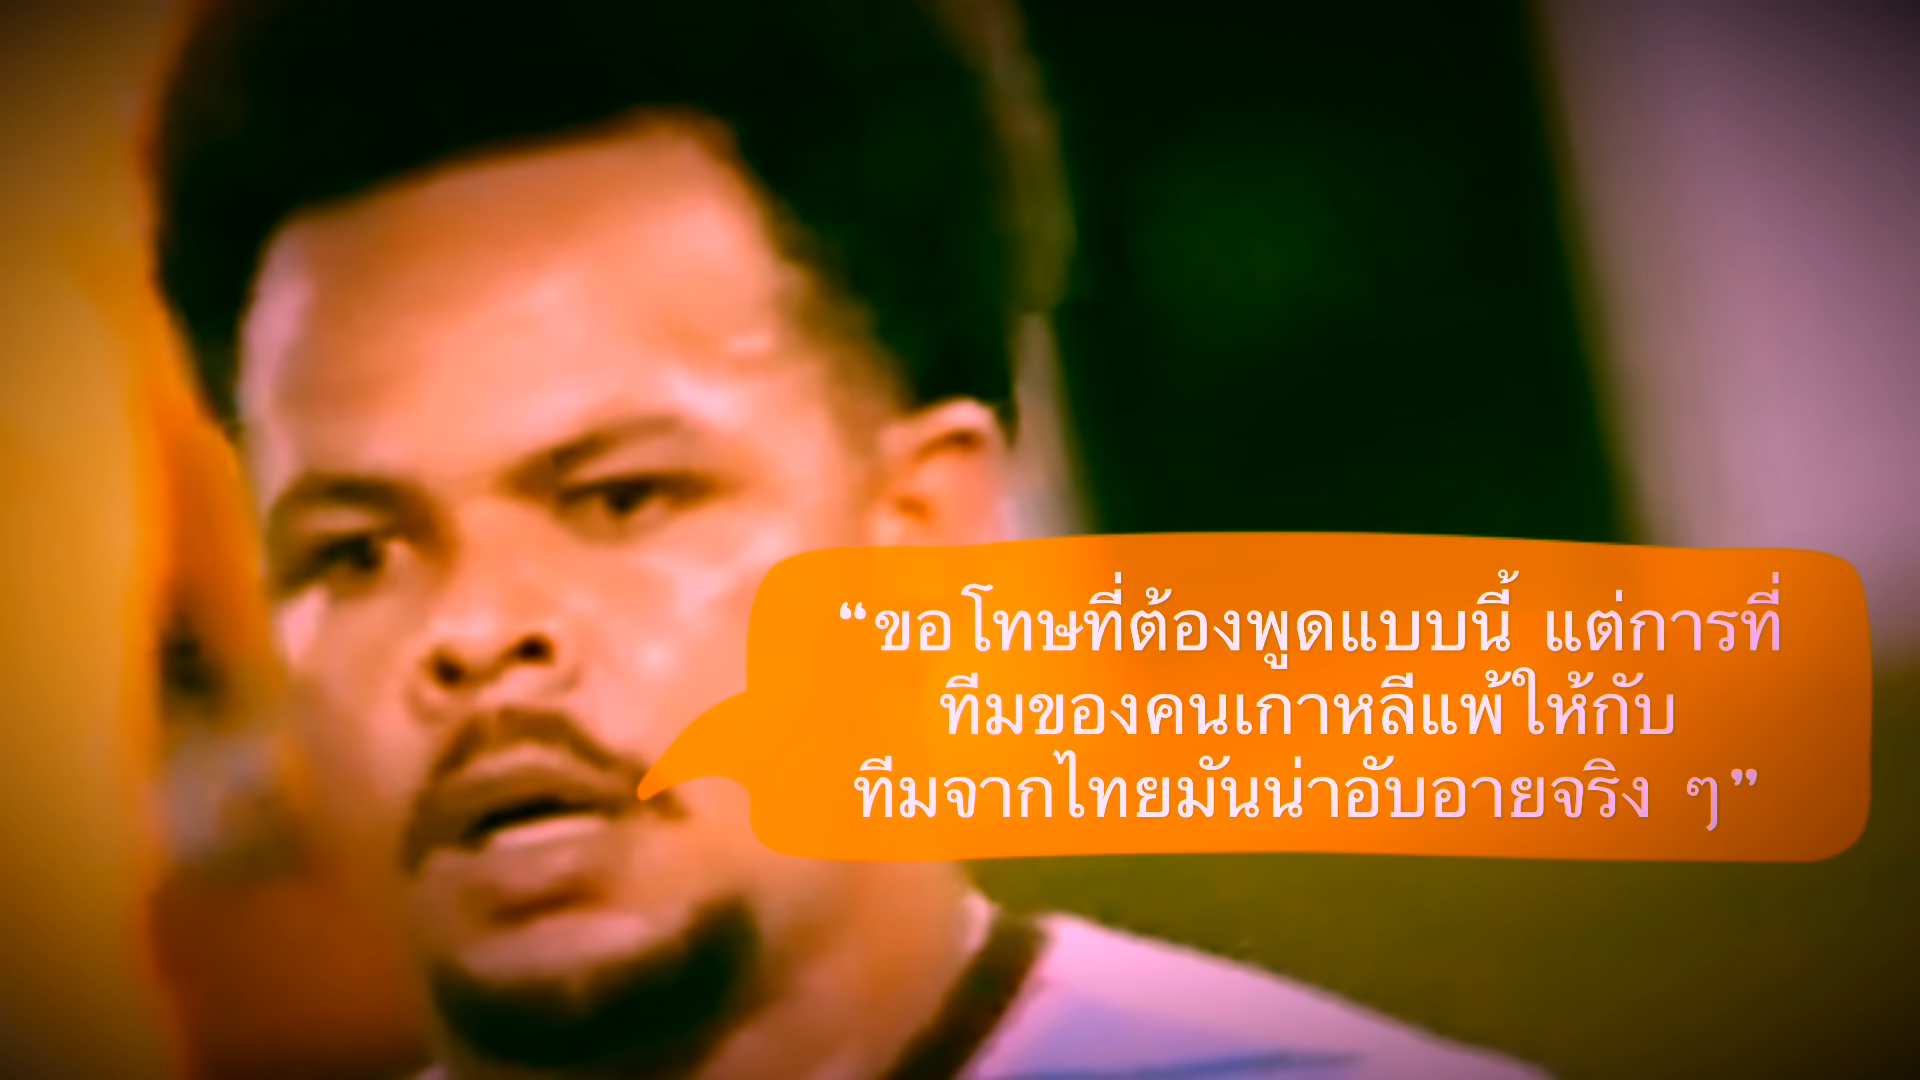 “ขอโทษที่ต้องพูดแบบนี้ แต่การที่
ทีมของคนเกาหลีแพ้ให้กับ
ทีมจากไทยมันน่าอับอายจริง ๆ”